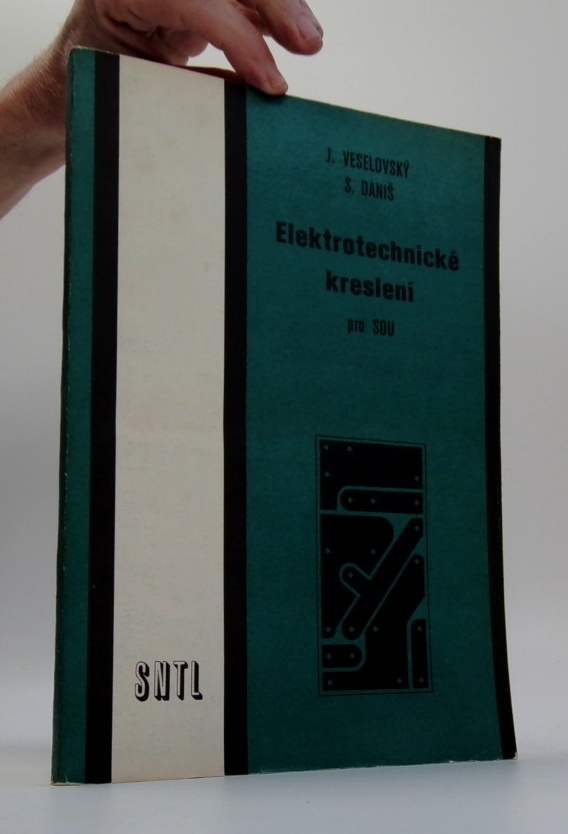 J. VESELOVSKÝ
S. DANIŠ
Elektrotechnické
kreslení
pro SOU
SNTL